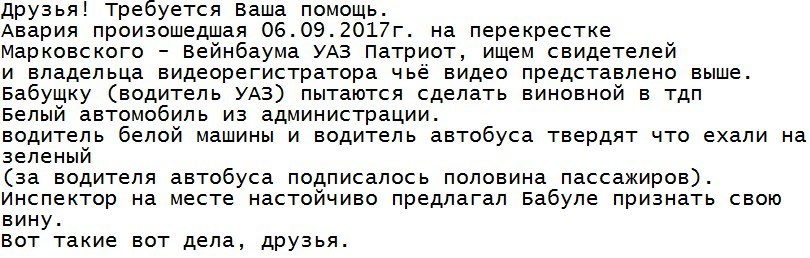 Друзья! Требуется Ваша помощь.
Авария произошедшая 06.09.2017г. на перекрестке
Марковского - Вейнбаума УАЗ Патриот, ищем свидетелей
и владельца видеорегистратора чьё видео представлено выше.
Бабущку (водитель УАЗ) пытаются сделать виновной в тдп
Белый автомобиль из администрации.
водитель белой машины и водитель автобуса твердят что ехали на
зеленый
(за водителя автобуса подписалось половина пассажиров).
Инспектор на месте настойчиво предлагал Бабуле признать свою
вину.
Вот такие вот дела, друзья.